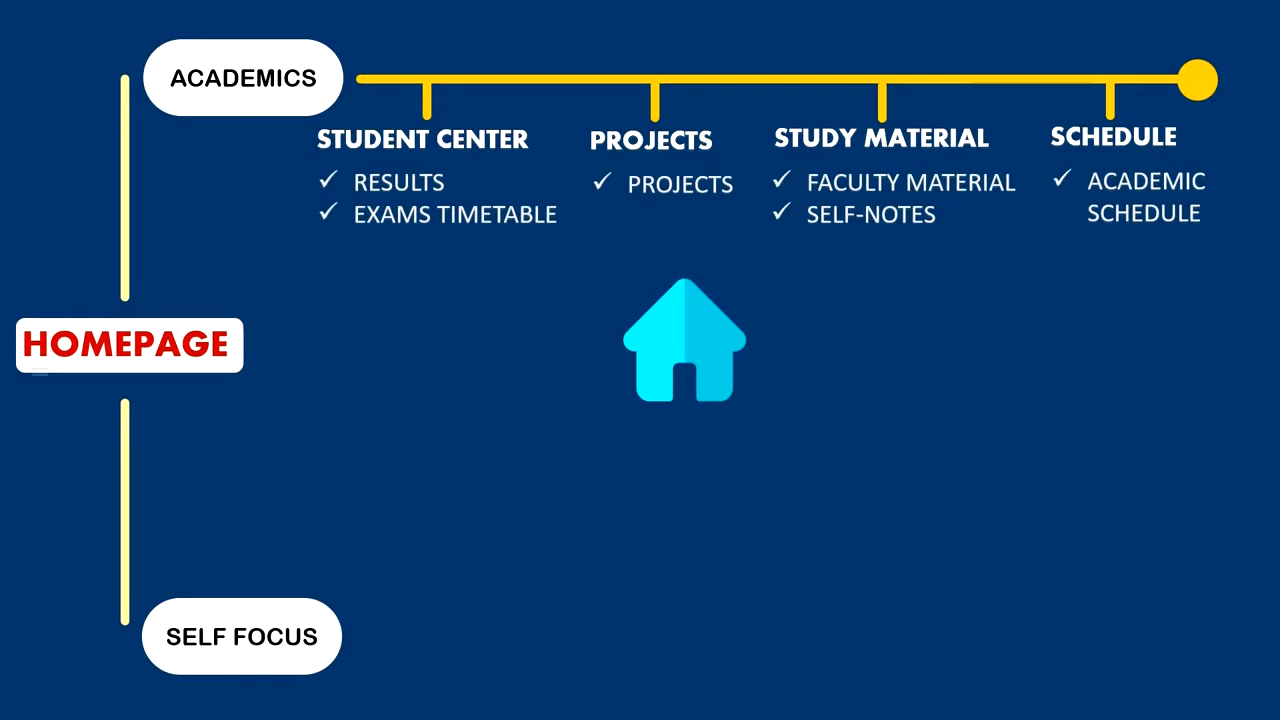 ACADEMICS
STUDENT CENTER
✓ RESULTS
✓ EXAMS TIMETABLE
PROJECTS
✓ PROJECTS
STUDY MATERIAL
✓ FACULTY MATERIAL
✓ SELF-NOTES
SCHEDULE
✓ ACADEMIC
SCHEDULE
HOMEPAGE
SELF FOCUS